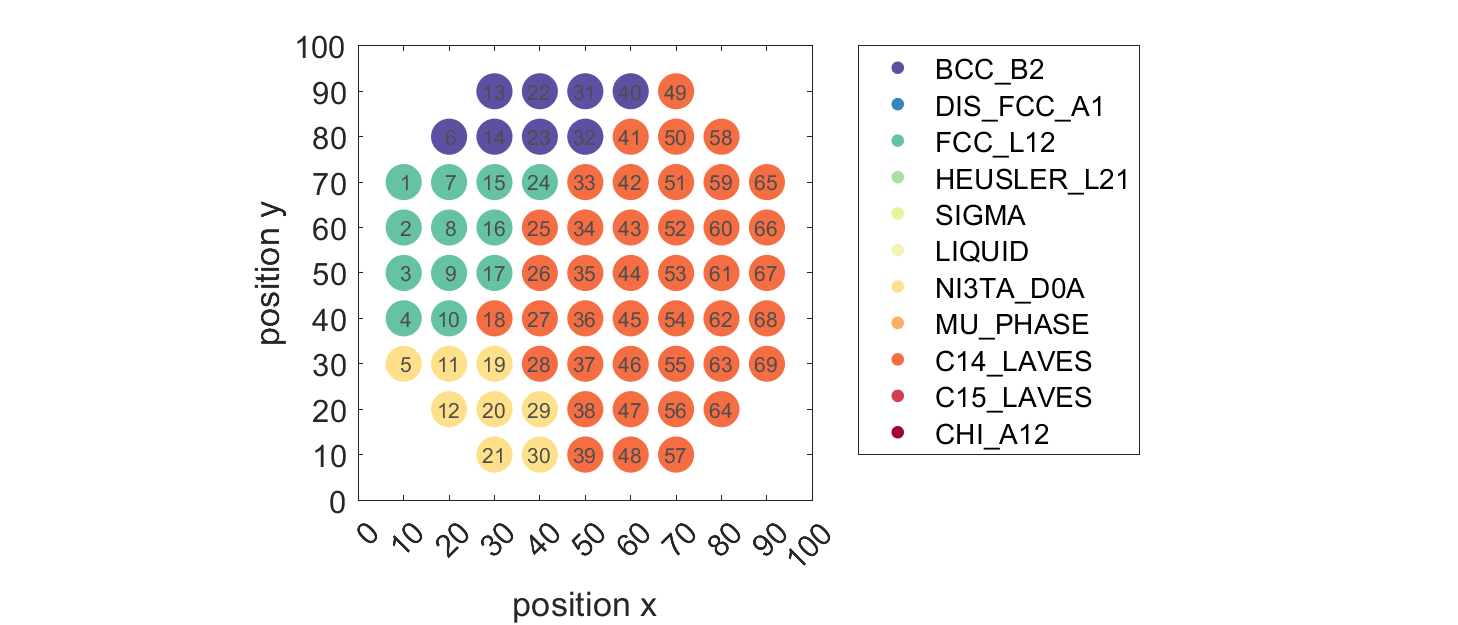 100
90 13 22 31 40 49
80 6 14 23 32 41 50 58
70 1 7 15 24 33 42 51 59 65
60 2 8 16 25 34 43 52 60 66
50 3 9 17 26 35 44 53 61 67
40 4 10 18 27 36 45 54 62 68
30 5 11 19 28 37 46 55 63 69
20 12 20 29 38 47 56 64
10 21 30 39 48 57
0
position y
0 10 20 30 40 50 60 70 80 90 100
position x
BCC_B2
DIS_FCC_A1
FCC_L12
HEUSLER_L21
SIGMA
LIQUID
NI3TA_D0A
MU_PHASE
C14_LAVES
C15_LAVES
CHI_A12